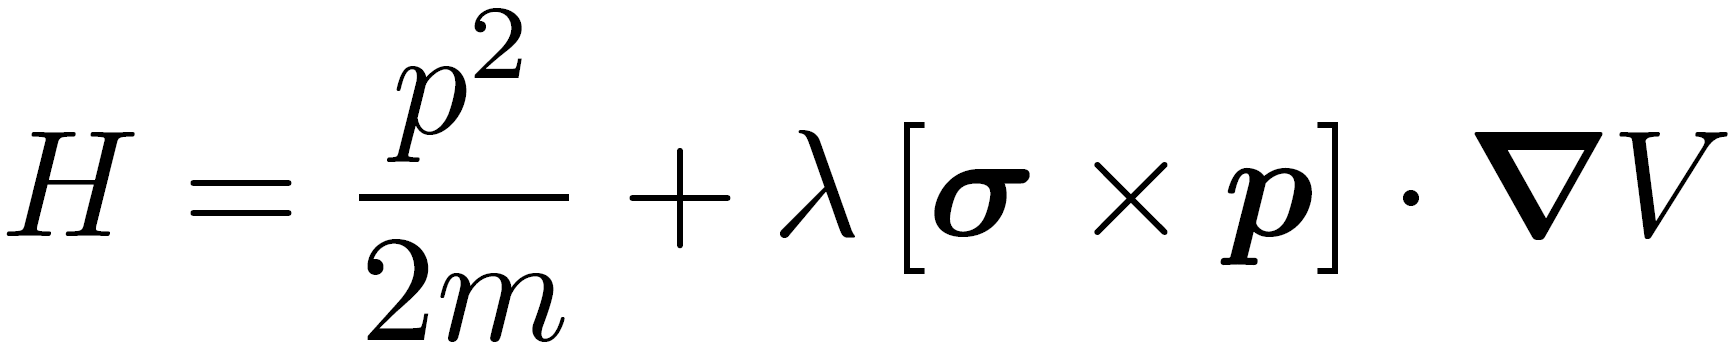 H = p²/2m + λ [𝛔 × 𝒑] · 𝛁V